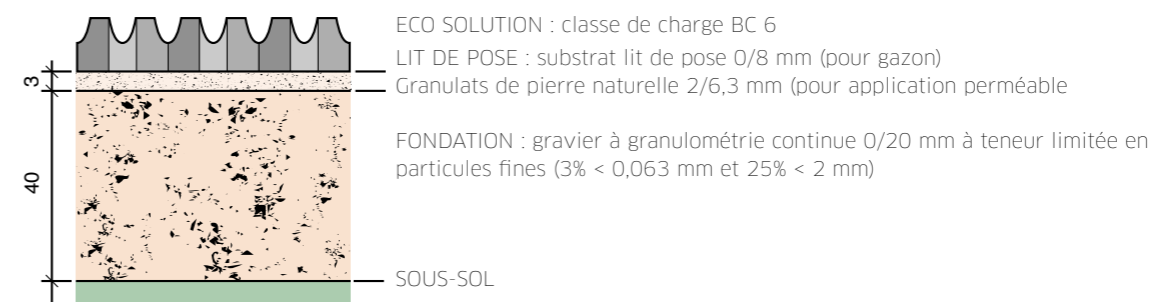 ECO SOLUTION : classe de charge BC 6
LIT DE POSE : substrat lit de pose 0/8 mm (pour gazon)
3
Granulats de pierre naturelle 2/6,3 mm (pour application perméable
FONDATION : gravier à granulométrie continue 0/20 mm à teneur limitée en
particules fines (3% < 0,063 mm et 25% < 2 mm)
40
SOUS-SOL